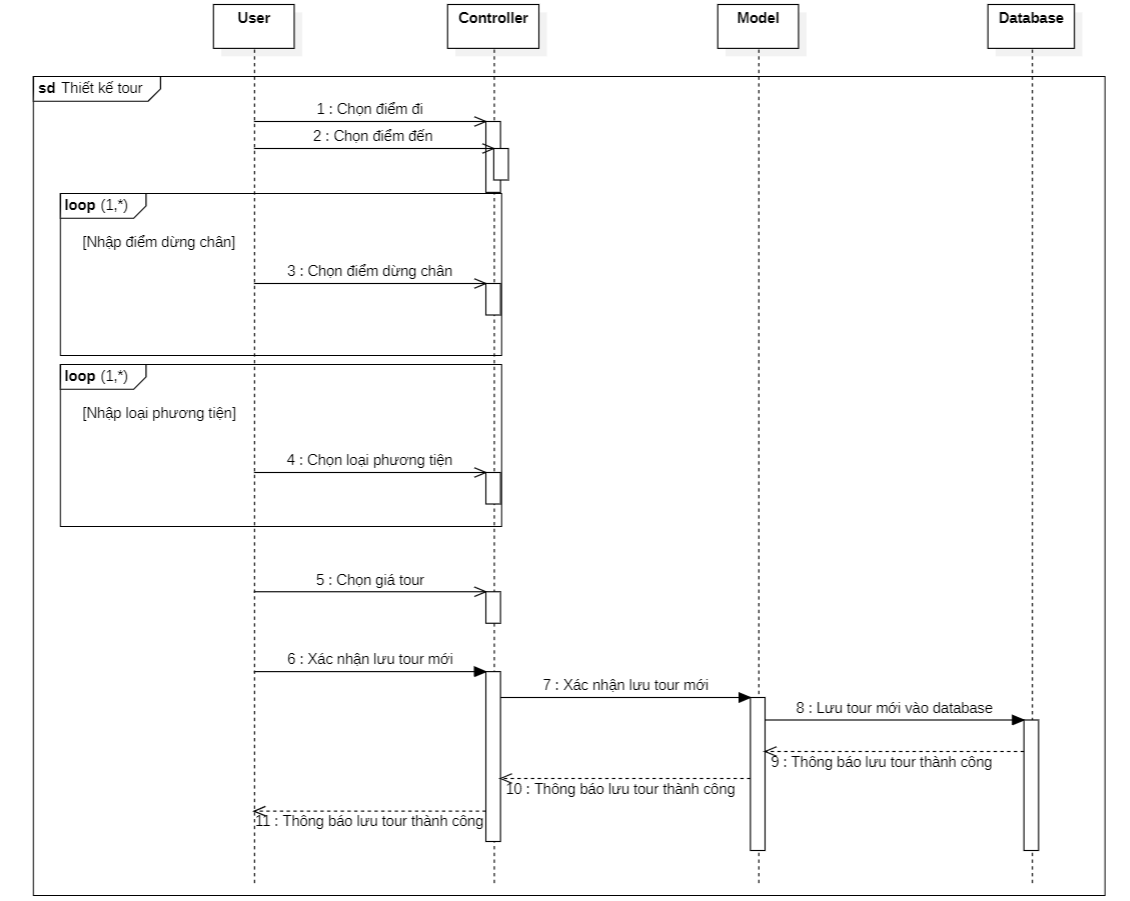 User
Controller
Model
Database
sd Thiết kế tour
1 : Chọn điểm đi
2 : Chọn điểm đến
loop (1,*)
[Nhập điểm dừng chân]
3 : Chọn điểm dừng chân
loop (1,*)
[Nhập loại phương tiện]
4 : Chọn loại phương tiện
5 : Chọn giá tour
6 : Xác nhận lưu tour mới
7 : Xác nhận lưu tour mới
8 : Lưu tour mới vào database
9 : Thông báo lưu tour thành công
10 : Thông báo lưu tour thành công
11 : Thông báo lưu tour thành công